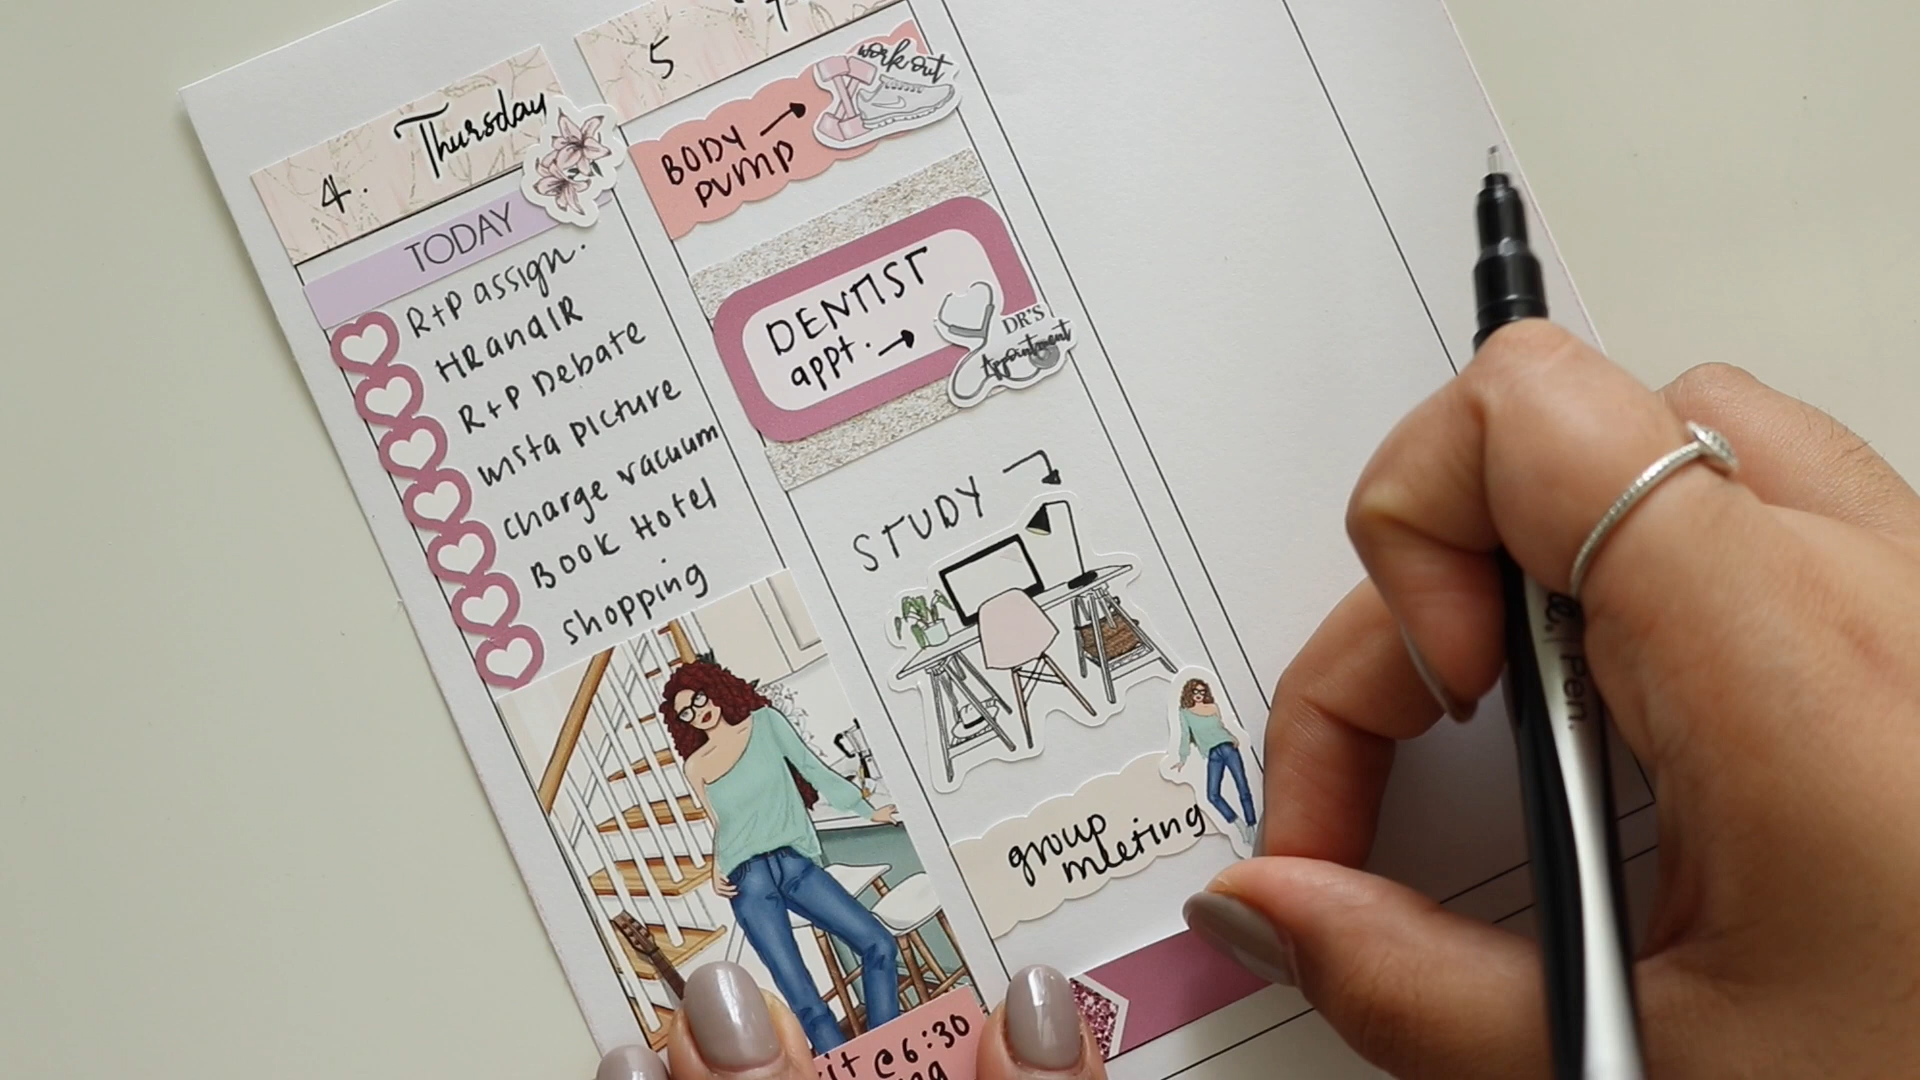 4.
Thursday
TODAY
R+P assign.
HRandIR
R+P Debate
insta picture
charge vacuum
Book Hotel
shopping
@6:30
5
work out
BODY
PUMP
DENTIST
appt.
DR'S
Appointment
STUDY
group
meeting
Pen.